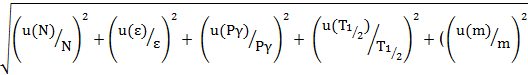 √((u(N)/N)² + (u(ε)/ε)² + (u(Pγ)/Pγ)² + (u(T₁/₂)/T₁/₂)² + ((u(m)/m)²